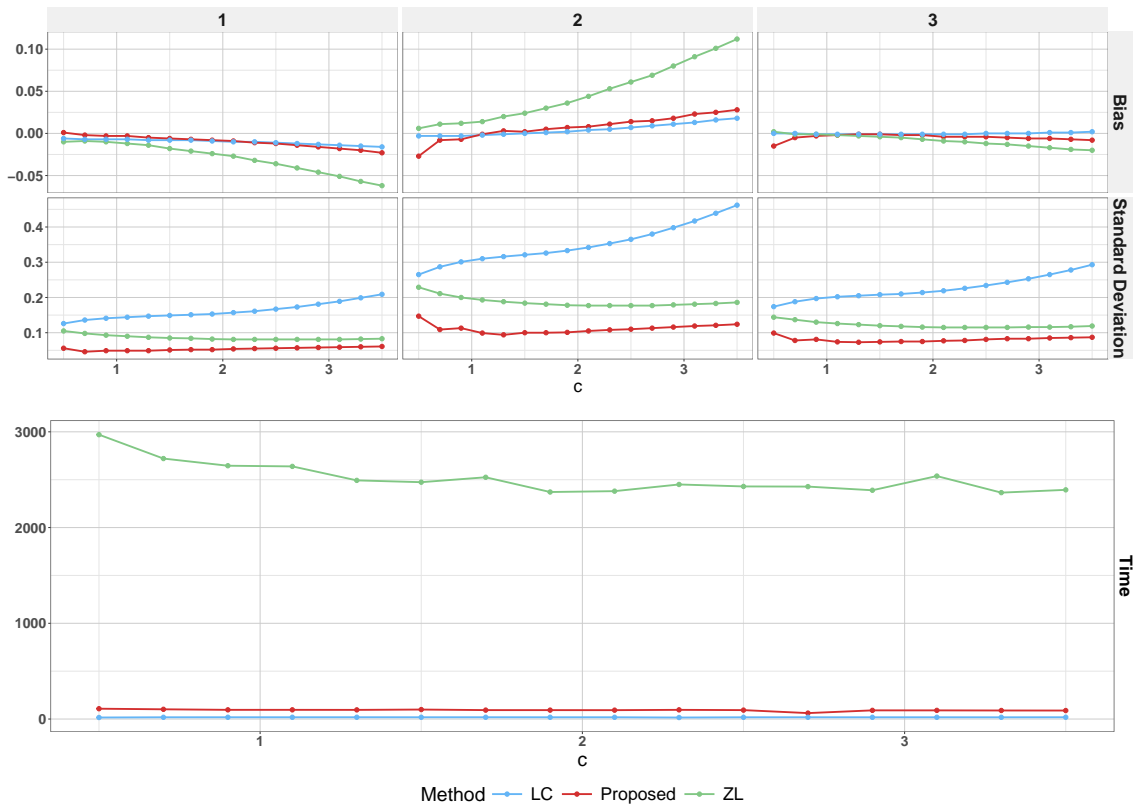 1 2 3
0.10
0.05
0.00
−0.05
Bias
0.4
0.3
0.2
0.1
Standard Deviation
1 2 3 1 2 3 1 2 3
c
3000
2000
1000
0
Time
1 2 3
c
Method LC Proposed ZL